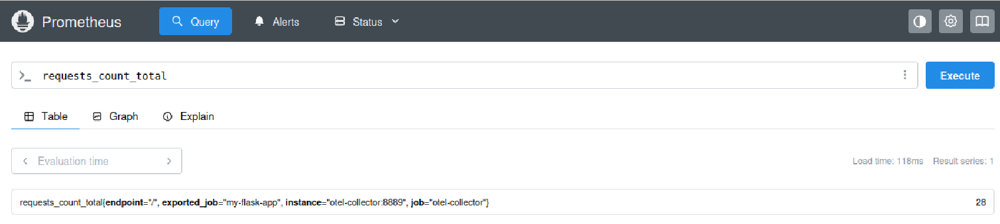 Prometheus Query Alerts Status
requests_count_total Execute
Table Graph Explain
Evaluation time Load time: 118ms Result series: 1
requests_count_total{endpoint="/", exported_job="my-flask-app", instance="otel-collector:8889", job="otel-collector"} 28